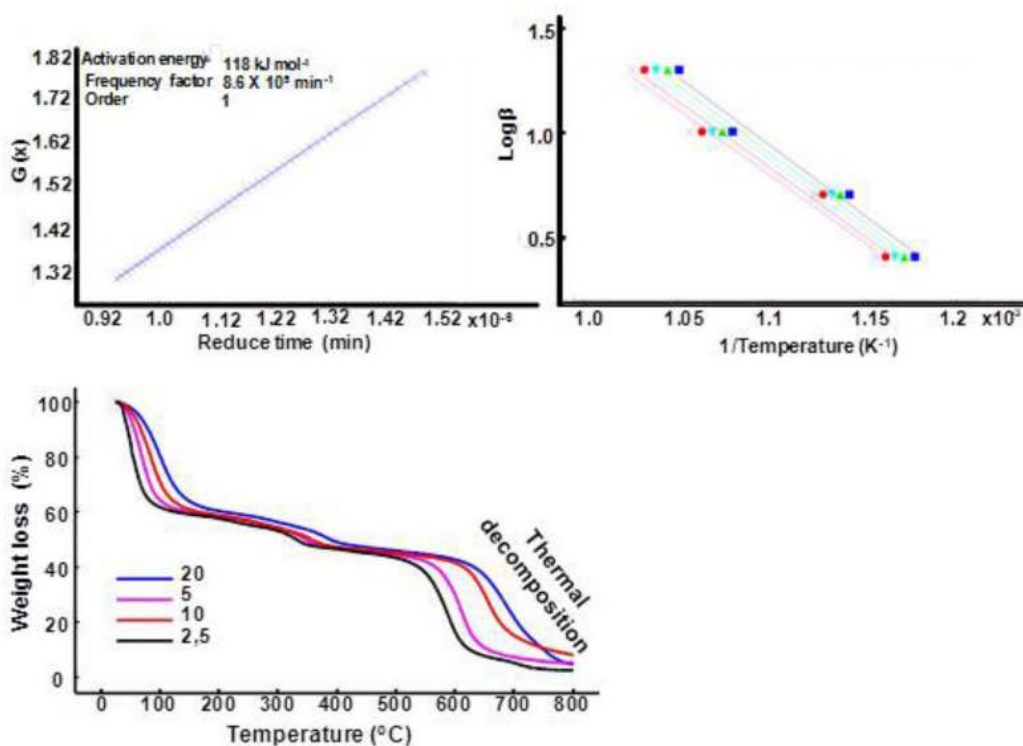 Activation energy 118 kJ mol⁻¹
Frequency factor 8.6 X 10⁵ min⁻¹
Order 1
G (x)
1.82
1.72
1.62
1.52
1.42
1.32
0.92 1.0 1.12 1.22 1.32 1.42 1.52 x10⁻⁸
Reduce time (min)
Logβ
1.5
1.0
0.5
1.0 1.05 1.1 1.15 1.2 x10³
1/Temperature (K⁻¹)
Weight loss (%)
100
80
60
40
20
0
20
5
10
2,5
Thermal
decomposition
0 100 200 300 400 500 600 700 800
Temperature (⁰C)